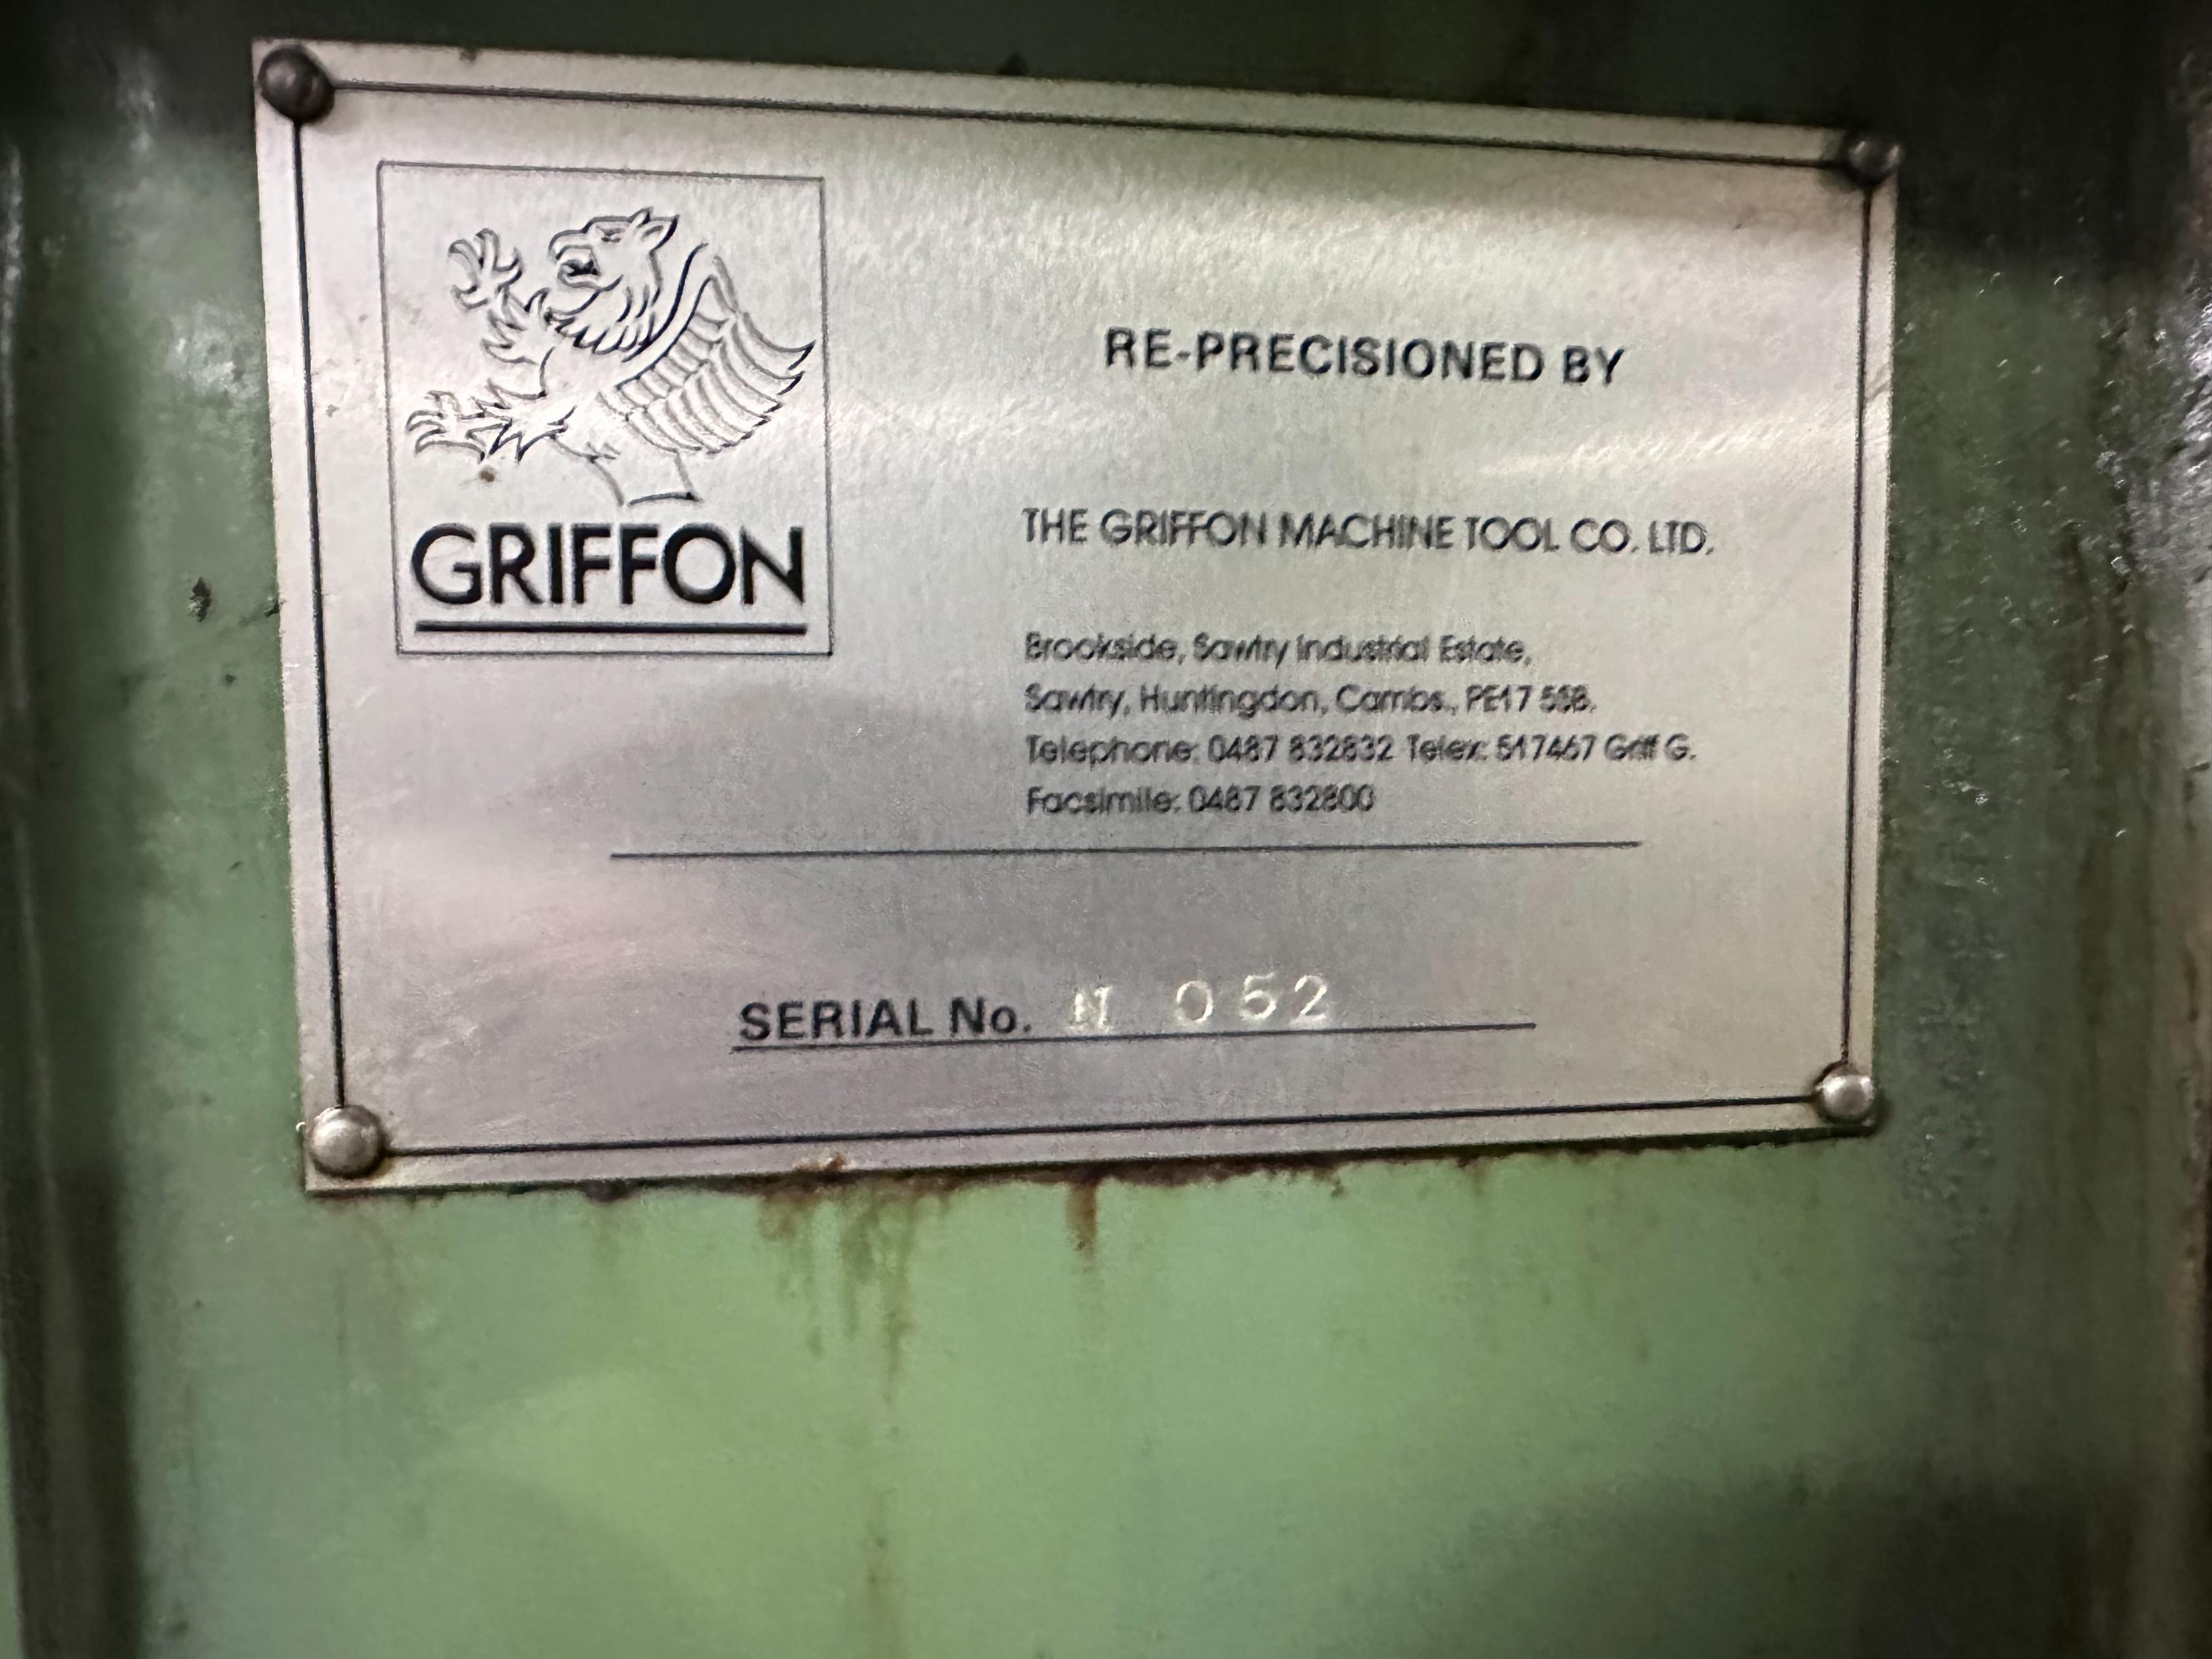 GRIFFON
RE-PRECISIONED BY
THE GRIFFON MACHINE TOOL CO. LTD.
Brookside, Sawtry Industrial Estate,
Sawtry, Huntingdon, Cambs., PE17
Telephone: 0487 832832 Telex: 517467 Griff G.
Facsimile: 0487 832800
SERIAL No. 052